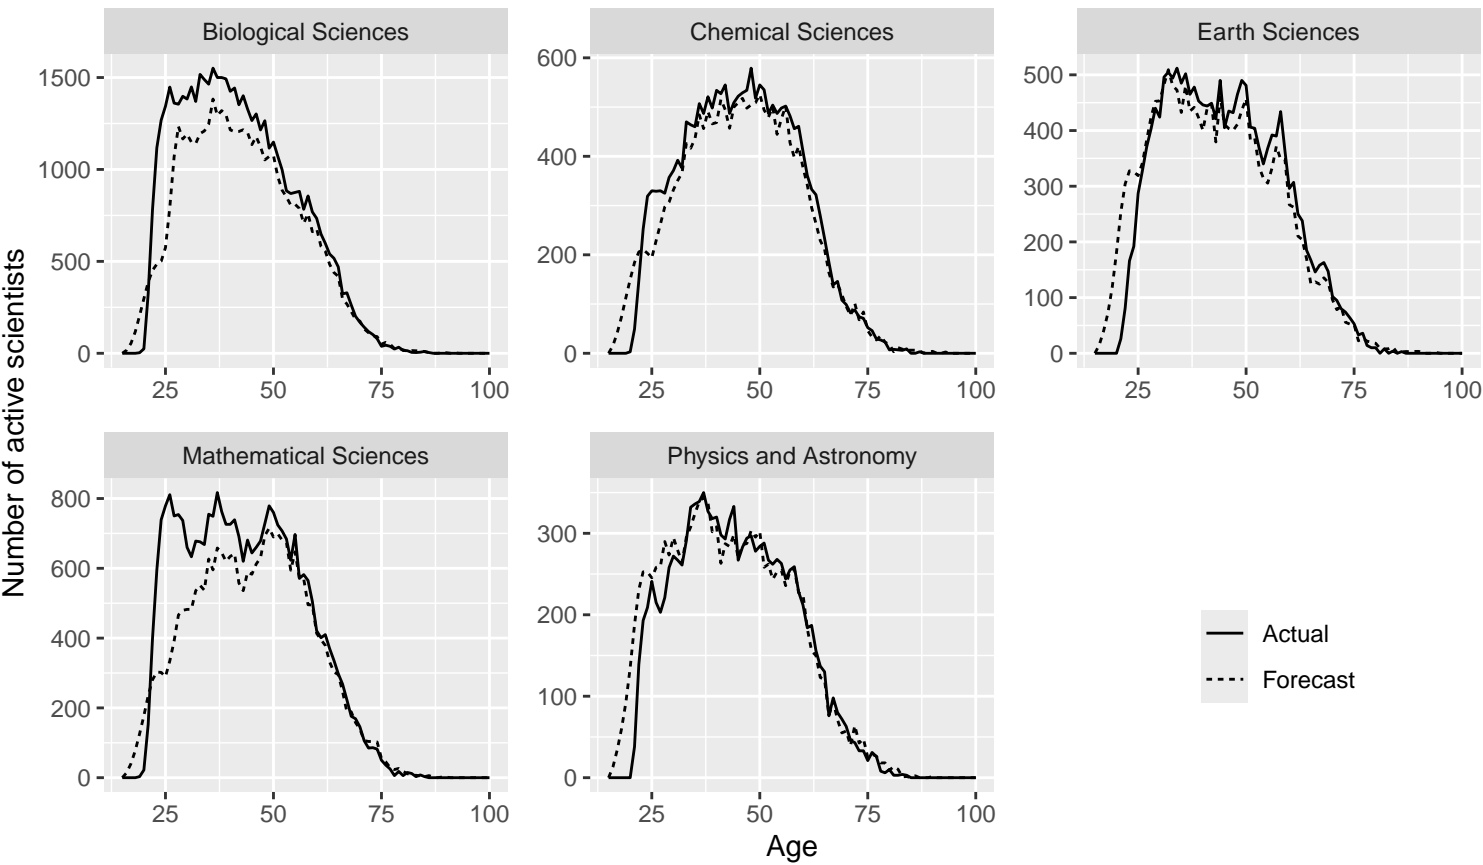 Biological Sciences
Chemical Sciences
Earth Sciences
1500
1000
500
0
25 50 75 100
600
400
200
0
25 50 75 100
500
400
300
200
100
0
25 50 75 100
Number of active scientists
Mathematical Sciences
Physics and Astronomy
800
600
400
200
0
25 50 75 100
300
200
100
0
25 50 75 100
Age
Actual
Forecast